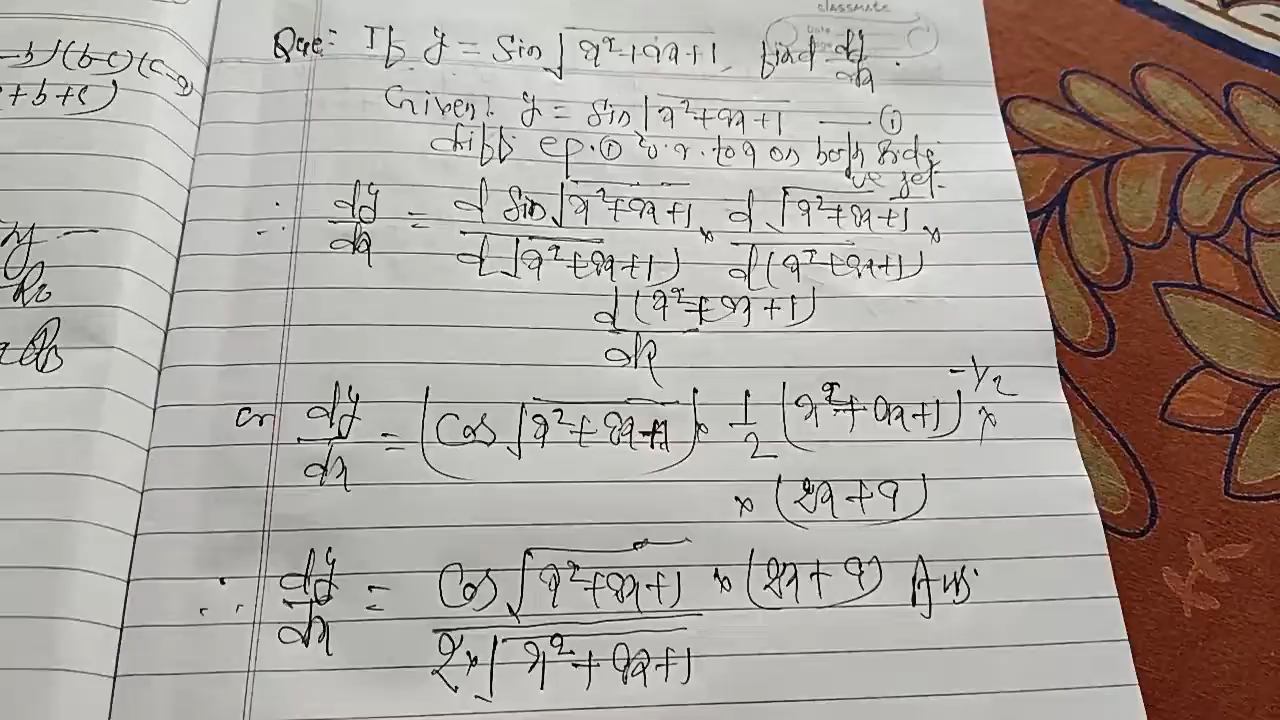 classmate
-b)(b-c)(c-a)
+b+c)
Que: If y = sin√(x²+ax+1), find dy/dx.
Given: y = sin√(x²+ax+1) —— ①
diff eq. ① w.r. to x on both side
we get.
∴ dy/dx = d sin√(x²+ax+1)/d√(x²+ax+1) × d√(x²+ax+1)/d(x²+ax+1) ×
d(x²+ax+1)/dx
or dy/dx = (cos√(x²+ax+1)) × 1/2 (x²+ax+1)^-1/2 ×
× (2x+a)
∴ dy/dx = cos√(x²+ax+1)/2×√(x²+ax+1) × (2x+a) Ans.